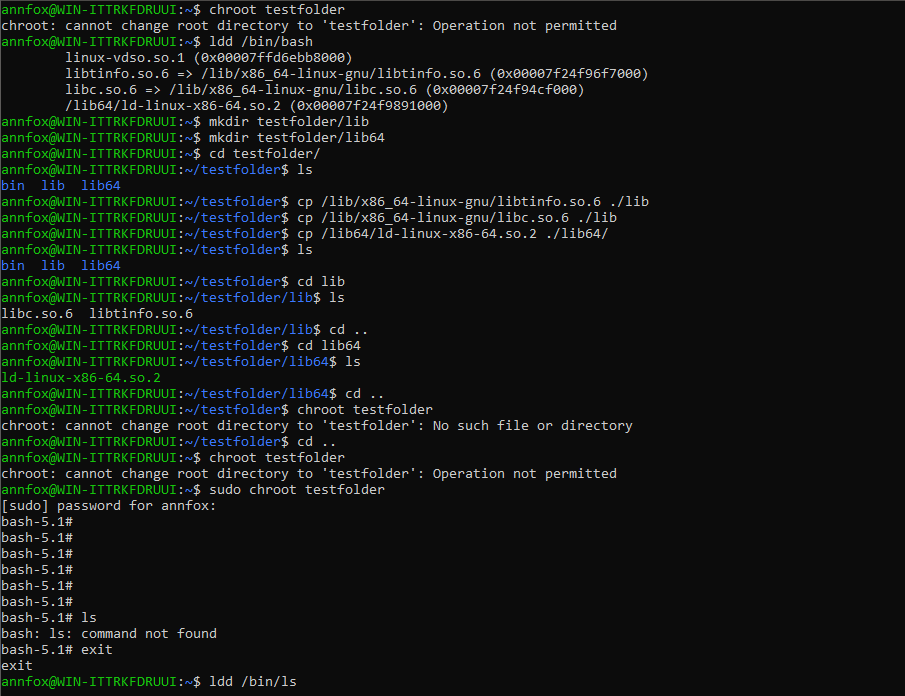 annfox@WIN-ITTRKFDRUUI:~$ chroot testfolder
chroot: cannot change root directory to 'testfolder': Operation not permitted
annfox@WIN-ITTRKFDRUUI:~$ ldd /bin/bash
        linux-vdso.so.1 (0x00007ffd6ebb8000)
        libtinfo.so.6 => /lib/x86_64-linux-gnu/libtinfo.so.6 (0x00007f24f96f7000)
        libc.so.6 => /lib/x86_64-linux-gnu/libc.so.6 (0x00007f24f94cf000)
        /lib64/ld-linux-x86-64.so.2 (0x00007f24f9891000)
annfox@WIN-ITTRKFDRUUI:~$ mkdir testfolder/lib
annfox@WIN-ITTRKFDRUUI:~$ mkdir testfolder/lib64
annfox@WIN-ITTRKFDRUUI:~$ cd testfolder/
annfox@WIN-ITTRKFDRUUI:~/testfolder$ ls
bin  lib  lib64
annfox@WIN-ITTRKFDRUUI:~/testfolder$ cp /lib/x86_64-linux-gnu/libtinfo.so.6 ./lib
annfox@WIN-ITTRKFDRUUI:~/testfolder$ cp /lib/x86_64-linux-gnu/libc.so.6 ./lib
annfox@WIN-ITTRKFDRUUI:~/testfolder$ cp /lib64/ld-linux-x86-64.so.2 ./lib64/
annfox@WIN-ITTRKFDRUUI:~/testfolder$ ls
bin  lib  lib64
annfox@WIN-ITTRKFDRUUI:~/testfolder$ cd lib
annfox@WIN-ITTRKFDRUUI:~/testfolder/lib$ ls
libc.so.6  libtinfo.so.6
annfox@WIN-ITTRKFDRUUI:~/testfolder/lib$ cd ..
annfox@WIN-ITTRKFDRUUI:~/testfolder$ cd lib64
annfox@WIN-ITTRKFDRUUI:~/testfolder/lib64$ ls
ld-linux-x86-64.so.2
annfox@WIN-ITTRKFDRUUI:~/testfolder/lib64$ cd ..
annfox@WIN-ITTRKFDRUUI:~/testfolder$ chroot testfolder
chroot: cannot change root directory to 'testfolder': No such file or directory
annfox@WIN-ITTRKFDRUUI:~/testfolder$ cd ..
annfox@WIN-ITTRKFDRUUI:~$ chroot testfolder
chroot: cannot change root directory to 'testfolder': Operation not permitted
annfox@WIN-ITTRKFDRUUI:~$ sudo chroot testfolder
[sudo] password for annfox:
bash-5.1#
bash-5.1#
bash-5.1#
bash-5.1#
bash-5.1#
bash-5.1#
bash-5.1# ls
bash: ls: command not found
bash-5.1# exit
exit
annfox@WIN-ITTRKFDRUUI:~$ ldd /bin/ls